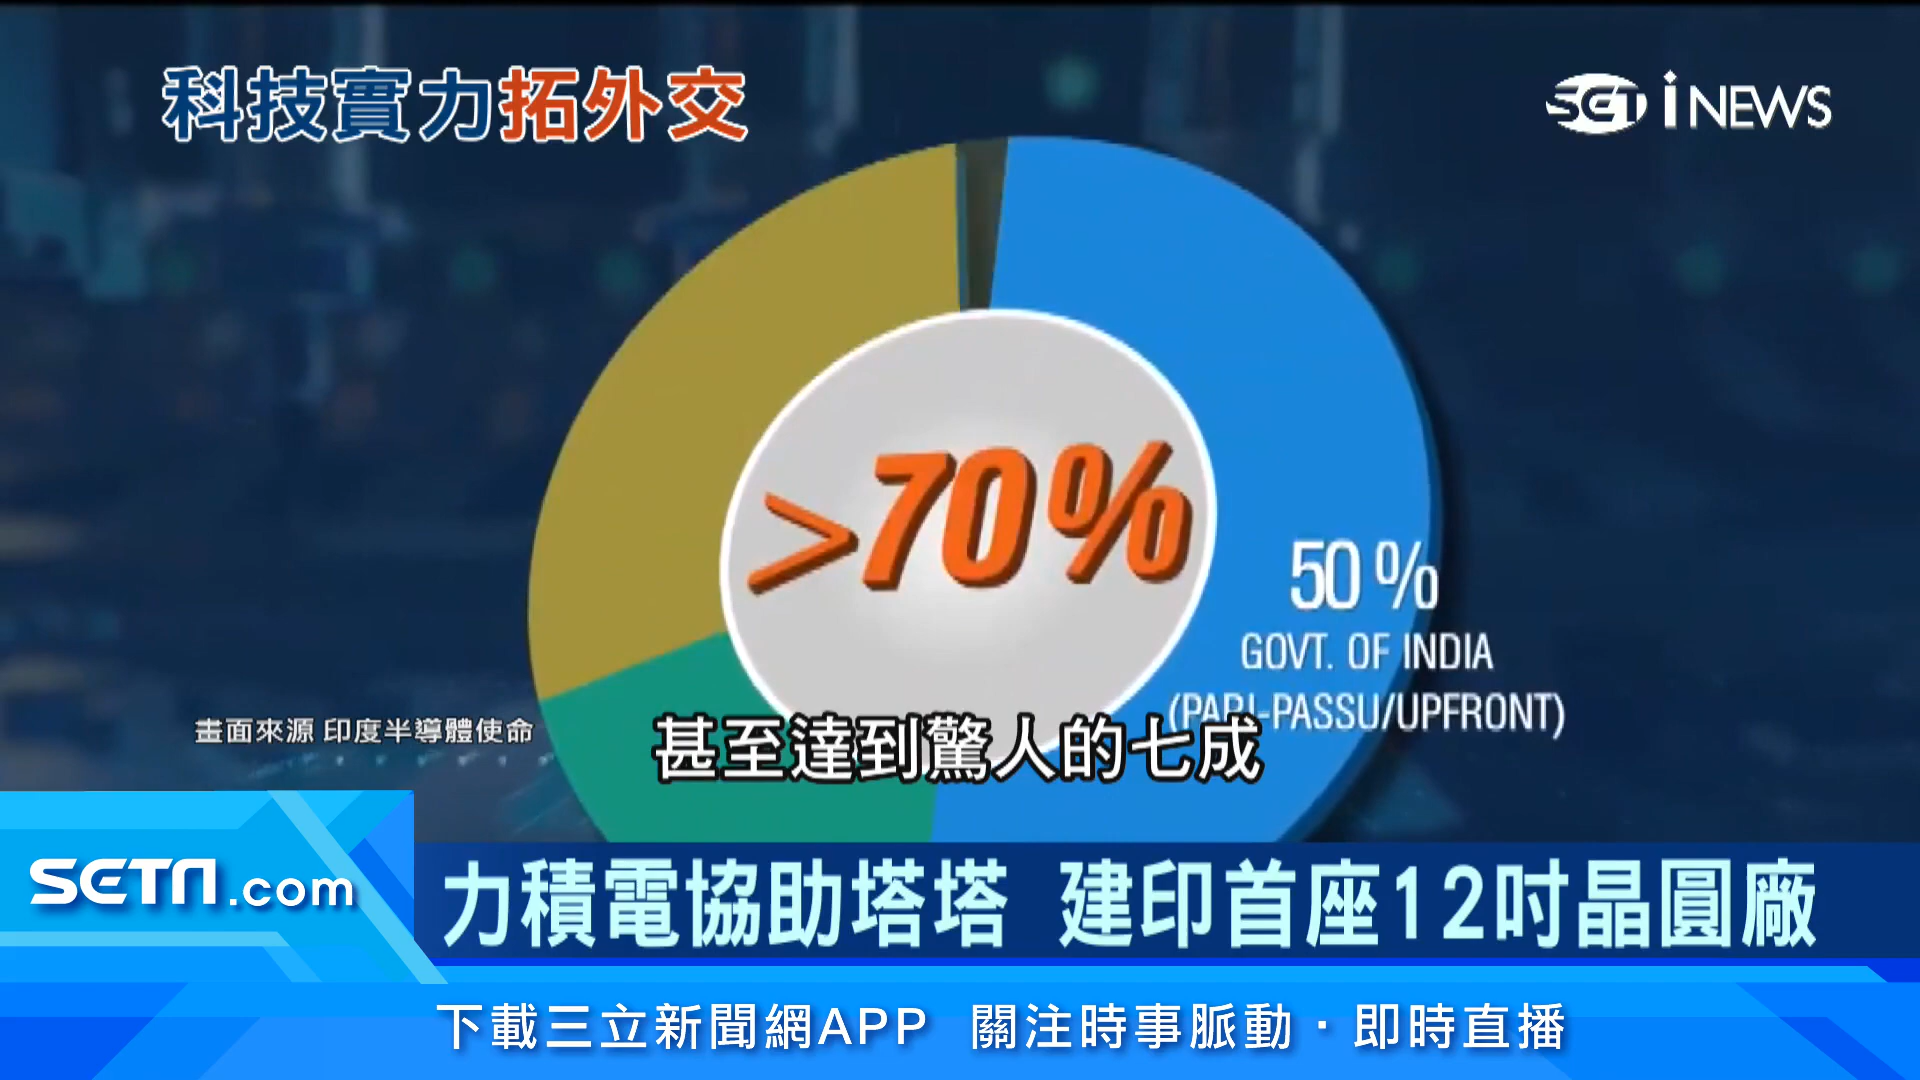 科技實力拓外交
SET iNEWS
>70%
50%
GOVT. OF INDIA
(PARI-PASSU/UPFRONT)
畫面來源 印度半導體使命
甚至達到驚人的七成
SETN.com
力積電協助塔塔 建印首座12吋晶圓廠
下載三立新聞網APP 關注時事脈動·即時直播